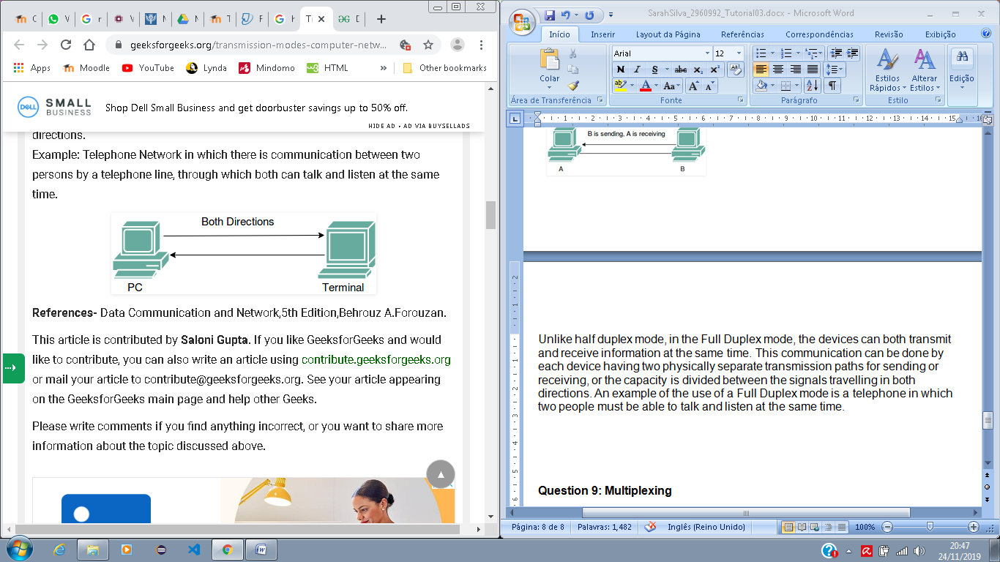 C
V
r
V
N
N
T
F
H
T
D
geeksforgeeks.org/transmission-modes-computer-netw...
Apps
Moodle
YouTube
Lynda
Mindomo
HTML
»
Other bookmarks
DELL
SMALL
BUSINESS
Shop Dell Small Business and get doorbuster savings up to 50% off.
HIDE AD • AD VIA BUYSELLADS
directions.
Example: Telephone Network in which there is communication between two
persons by a telephone line, through which both can talk and listen at the same
time.
Both Directions
PC
Terminal
References- Data Communication and Network,5th Edition,Behrouz A.Forouzan.
This article is contributed by Saloni Gupta. If you like GeeksforGeeks and would
like to contribute, you can also write an article using contribute.geeksforgeeks.org
or mail your article to contribute@geeksforgeeks.org. See your article appearing
on the GeeksforGeeks main page and help other Geeks.
Please write comments if you find anything incorrect, or you want to share more
information about the topic discussed above.
SarahSilva_2960992_Tutorial03.docx - Microsoft Word
Início
Inserir
Layout da Página
Referências
Correspondências
Revisão
Exibição
Colar
Área de Transferência
Arial
12
N I S abc x₂ x²
ab A Aa A A
Fonte
Parágrafo
Estilos
Rápidos
Alterar
Estilos
Estilo
Edição
B is sending, A is receiving
A
B
Unlike half duplex mode, in the Full Duplex mode, the devices can both transmit
and receive information at the same time. This communication can be done by
each device having two physically separate transmission paths for sending or
receiving, or the capacity is divided between the signals travelling in both
directions. An example of the use of a Full Duplex mode is a telephone in which
two people must be able to talk and listen at the same time.
Question 9: Multiplexing
Página: 8 de 8
Palavras: 1,482
Inglês (Reino Unido)
100%
20:47
24/11/2019